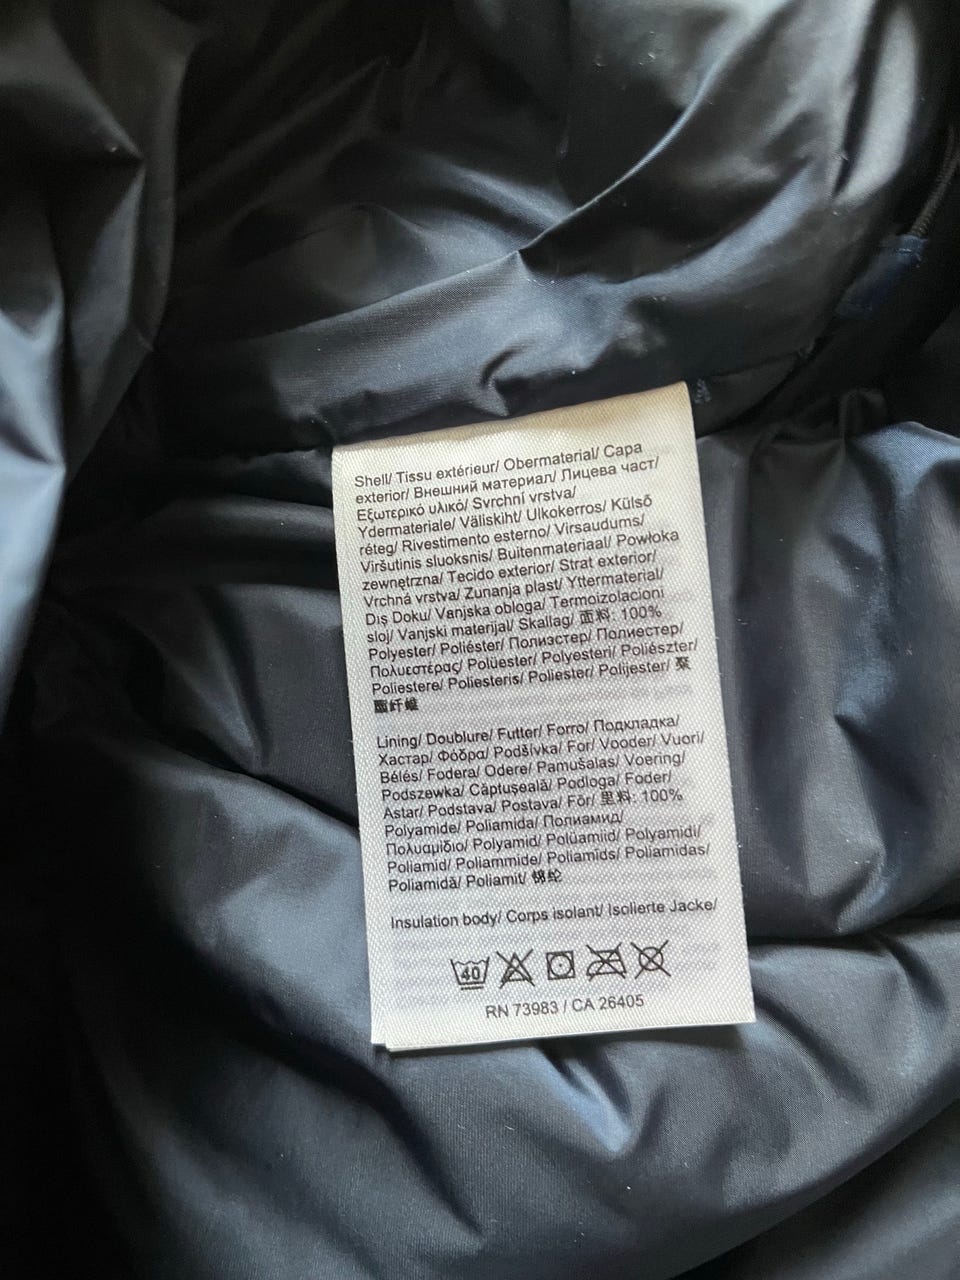 Shell/ Tissu extérieur/ Obermaterial/ Capa
exterior/ Внешний материал/ Лицева част/
Εξωτερικό υλικό/ Svrchní vrstva/
Ydermateriale/ Väliskiht/ Ulkokerros/ Külső
réteg/ Rivestimento esterno/ Virsaudums/
Viršutinis sluoksnis/ Buitenmateriaal/ Powłoka
zewnętrzna/ Tecido exterior/ Strat exterior/
Vrchná vrstva/ Zunanja plast/ Yttermaterial/
Dış Doku/ Vanjska obloga/ Termoizolacioni
sloj/ Vanjski materijal/ Skallag/ 面料: 100%
Polyester/ Poliéster/ Полиэстер/ Полиестер/
Πολυεστέρας/ Polüester/ Polyesteri/ Poliészter/
Poliestere/ Poliesteris/ Poliester/ Polijester/ 聚
酯纤维
Lining/ Doublure/ Futter/ Forro/ Подкладка/
Хастар/ Φόδρα/ Podšívka/ For/ Vooder/ Vuori/
Bélés/ Fodera/ Odere/ Pamušalas/ Voering/
Podszewka/ Căptușeală/ Podloga/ Foder/
Astar/ Podstava/ Postava/ Fôr/ 里料: 100%
Polyamide/ Poliamida/ Полиамид/
Πολυαμίδιο/ Polyamid/ Polüamiid/ Polyamidi/
Poliamid/ Poliammide/ Poliamīds/ Poliamidas/
Poliamidă/ Poliamit/ 锦纶
Insulation body/ Corps isolant/ Isolierte Jacke/
40
RN 73983 / CA 26405